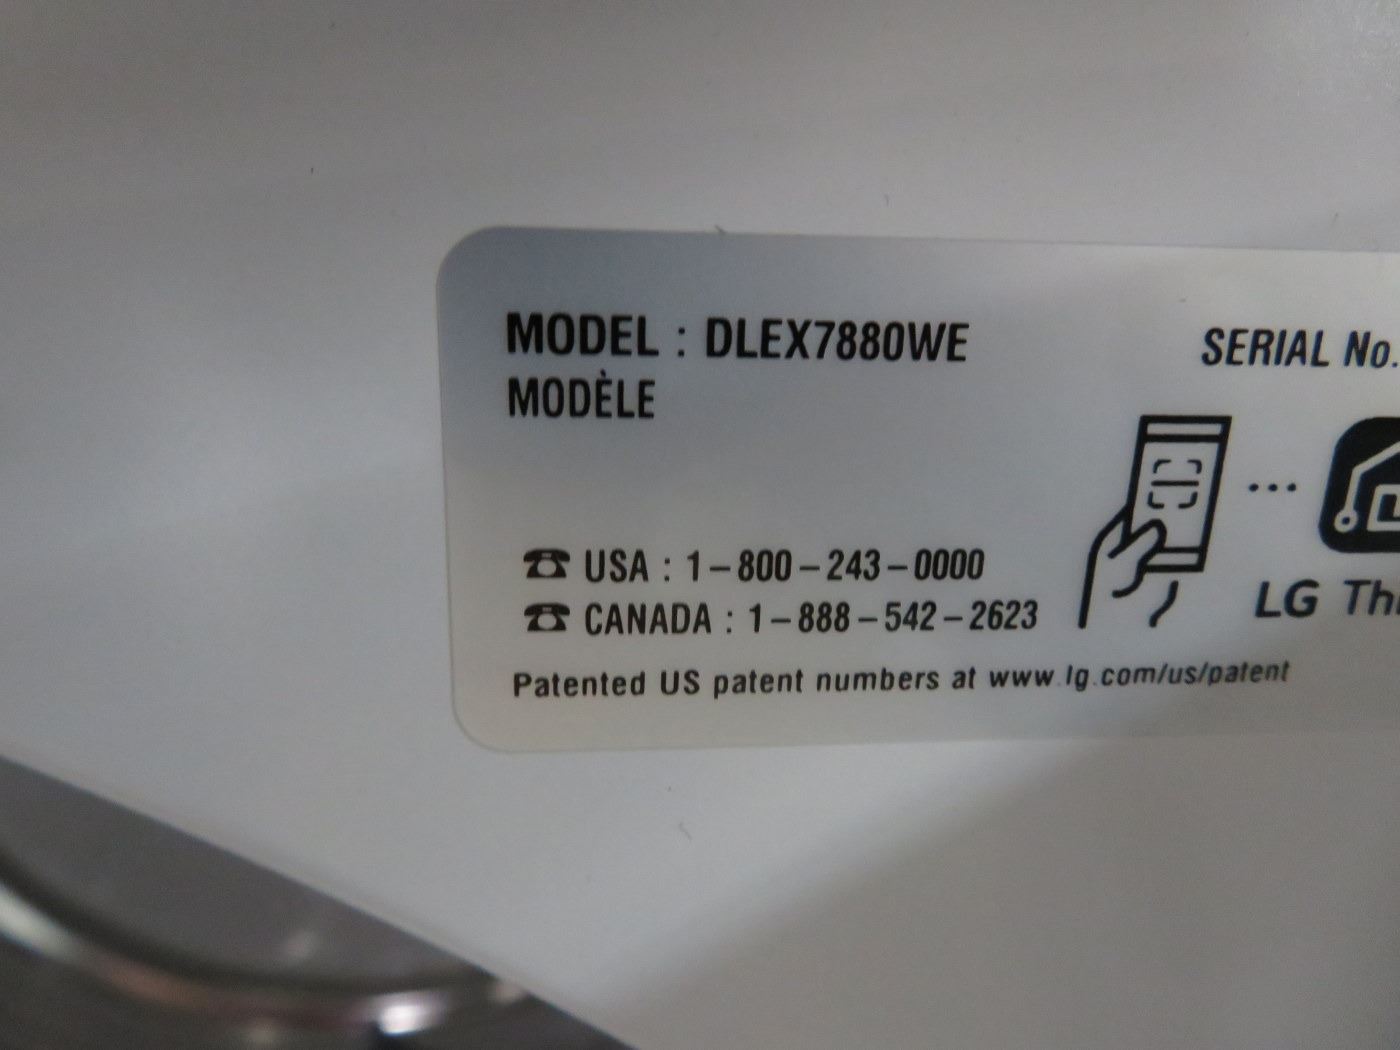 MODEL : DLEX7880WE
MODÈLE
SERIAL No.
☎ USA : 1-800-243-0000
☎ CANADA : 1-888-542-2623
LG
Patented US patent numbers at www.lg.com/us/patent